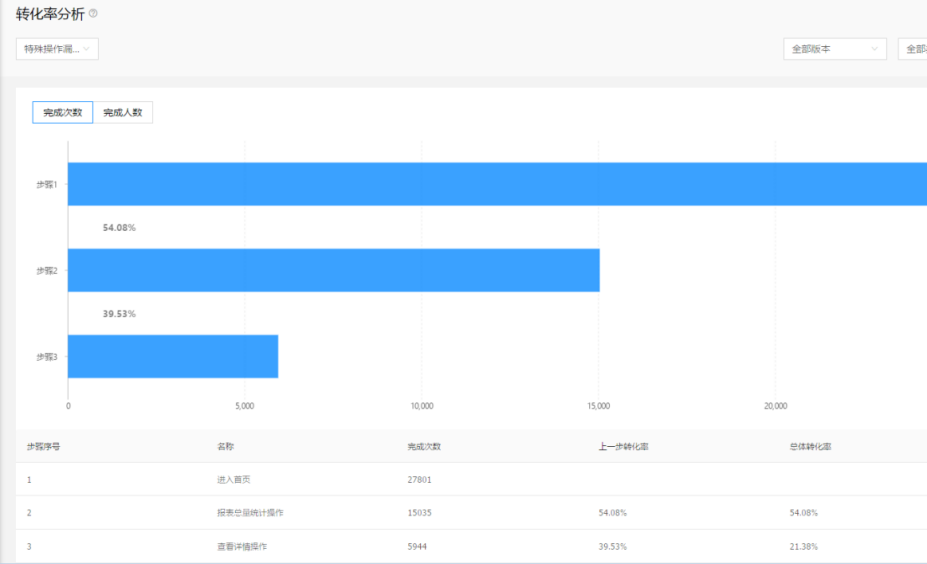 转化率分析
特殊操作漏...
全部版本
全部
完成次数 完成人数
步骤1
54.08%
步骤2
39.53%
步骤3
0 5,000 10,000 15,000 20,000
步骤序号 名称 完成次数 上一步转化率 总体转化率
1 进入首页 27801
2 报表总量统计操作 15035 54.08% 54.08%
3 查看详情操作 5944 39.53% 21.38%